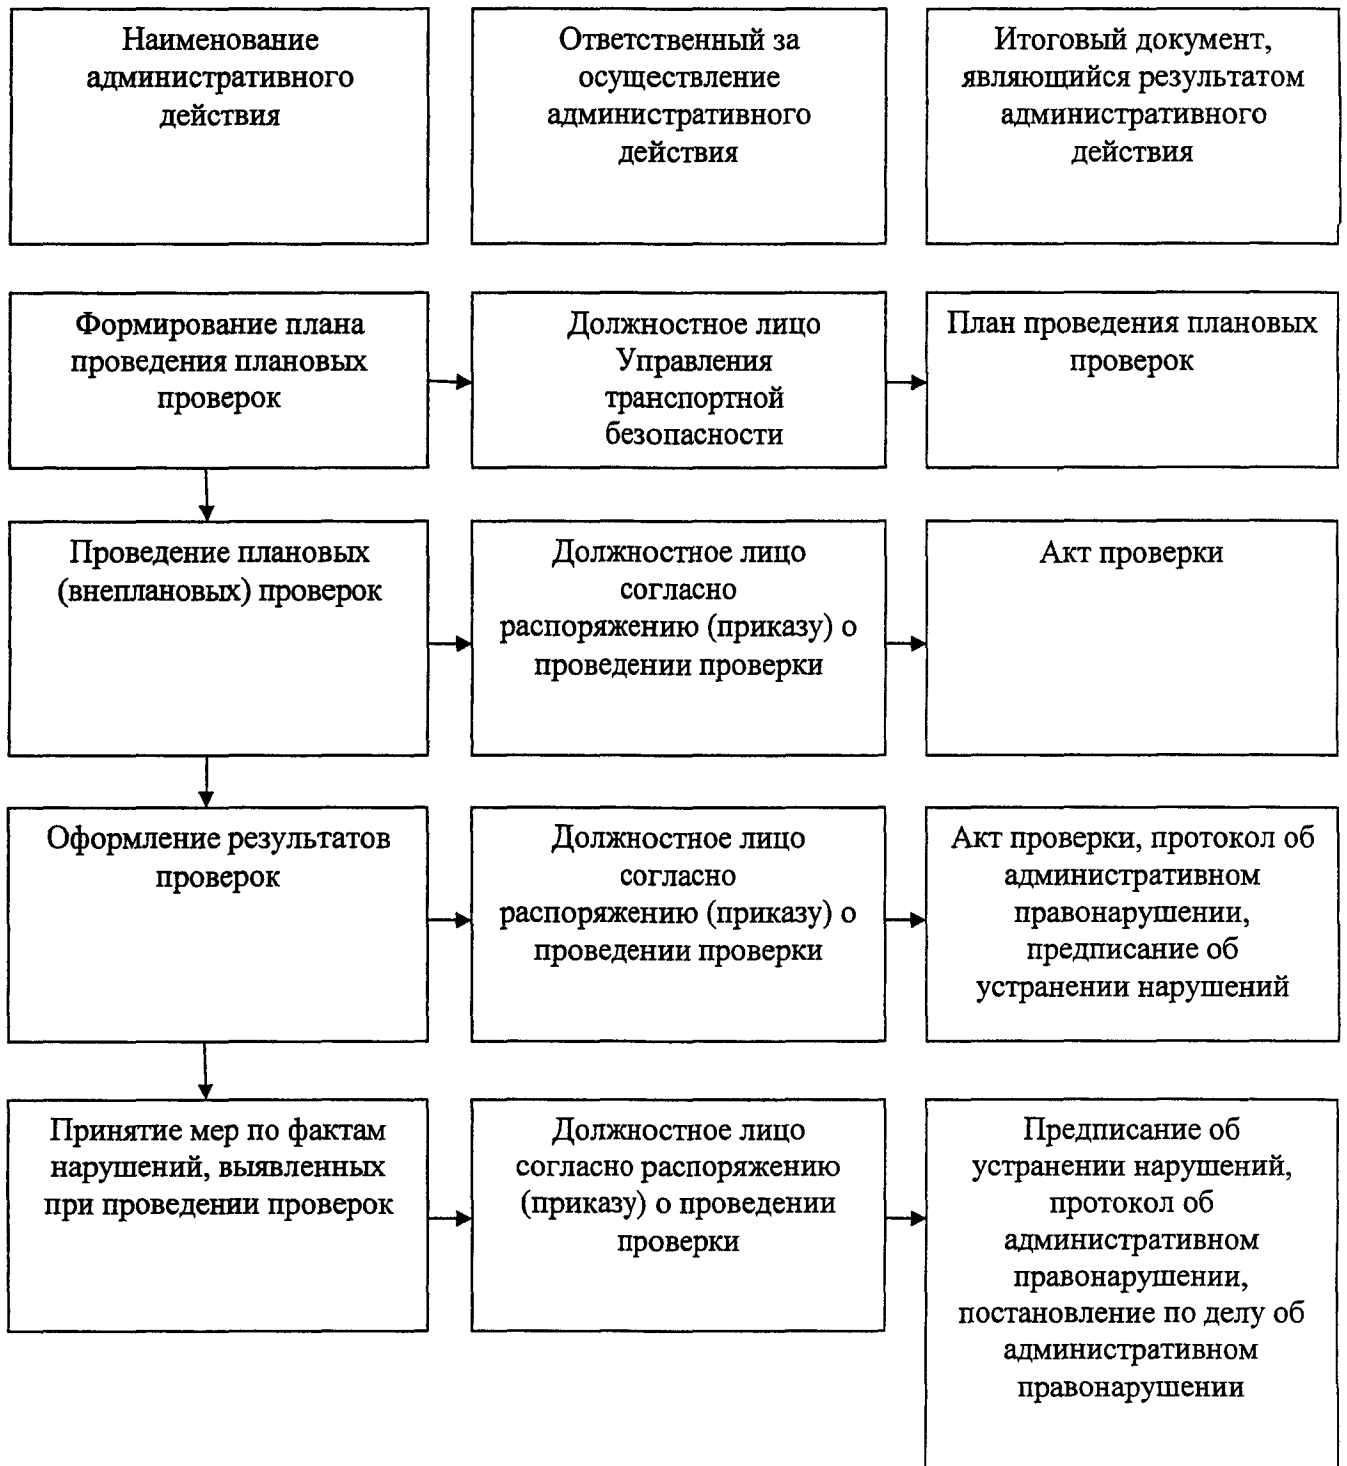 Наименование
административного
действия
Ответственный за
осуществление
административного
действия
Итоговый документ,
являющийся результатом
административного
действия
Формирование плана
проведения плановых
проверок
Должностное лицо
Управления
транспортной
безопасности
План проведения плановых
проверок
Проведение плановых
(внеплановых) проверок
Должностное лицо
согласно
распоряжению (приказу) о
проведении проверки
Акт проверки
Оформление результатов
проверок
Должностное лицо
согласно
распоряжению (приказу) о
проведении проверки
Акт проверки, протокол об
административном
правонарушении,
предписание об
устранении нарушений
Принятие мер по фактам
нарушений, выявленных
при проведении проверок
Должностное лицо
согласно распоряжению
(приказу) о проведении
проверки
Предписание об
устранении нарушений,
протокол об
административном
правонарушении,
постановление по делу об
административном
правонарушении